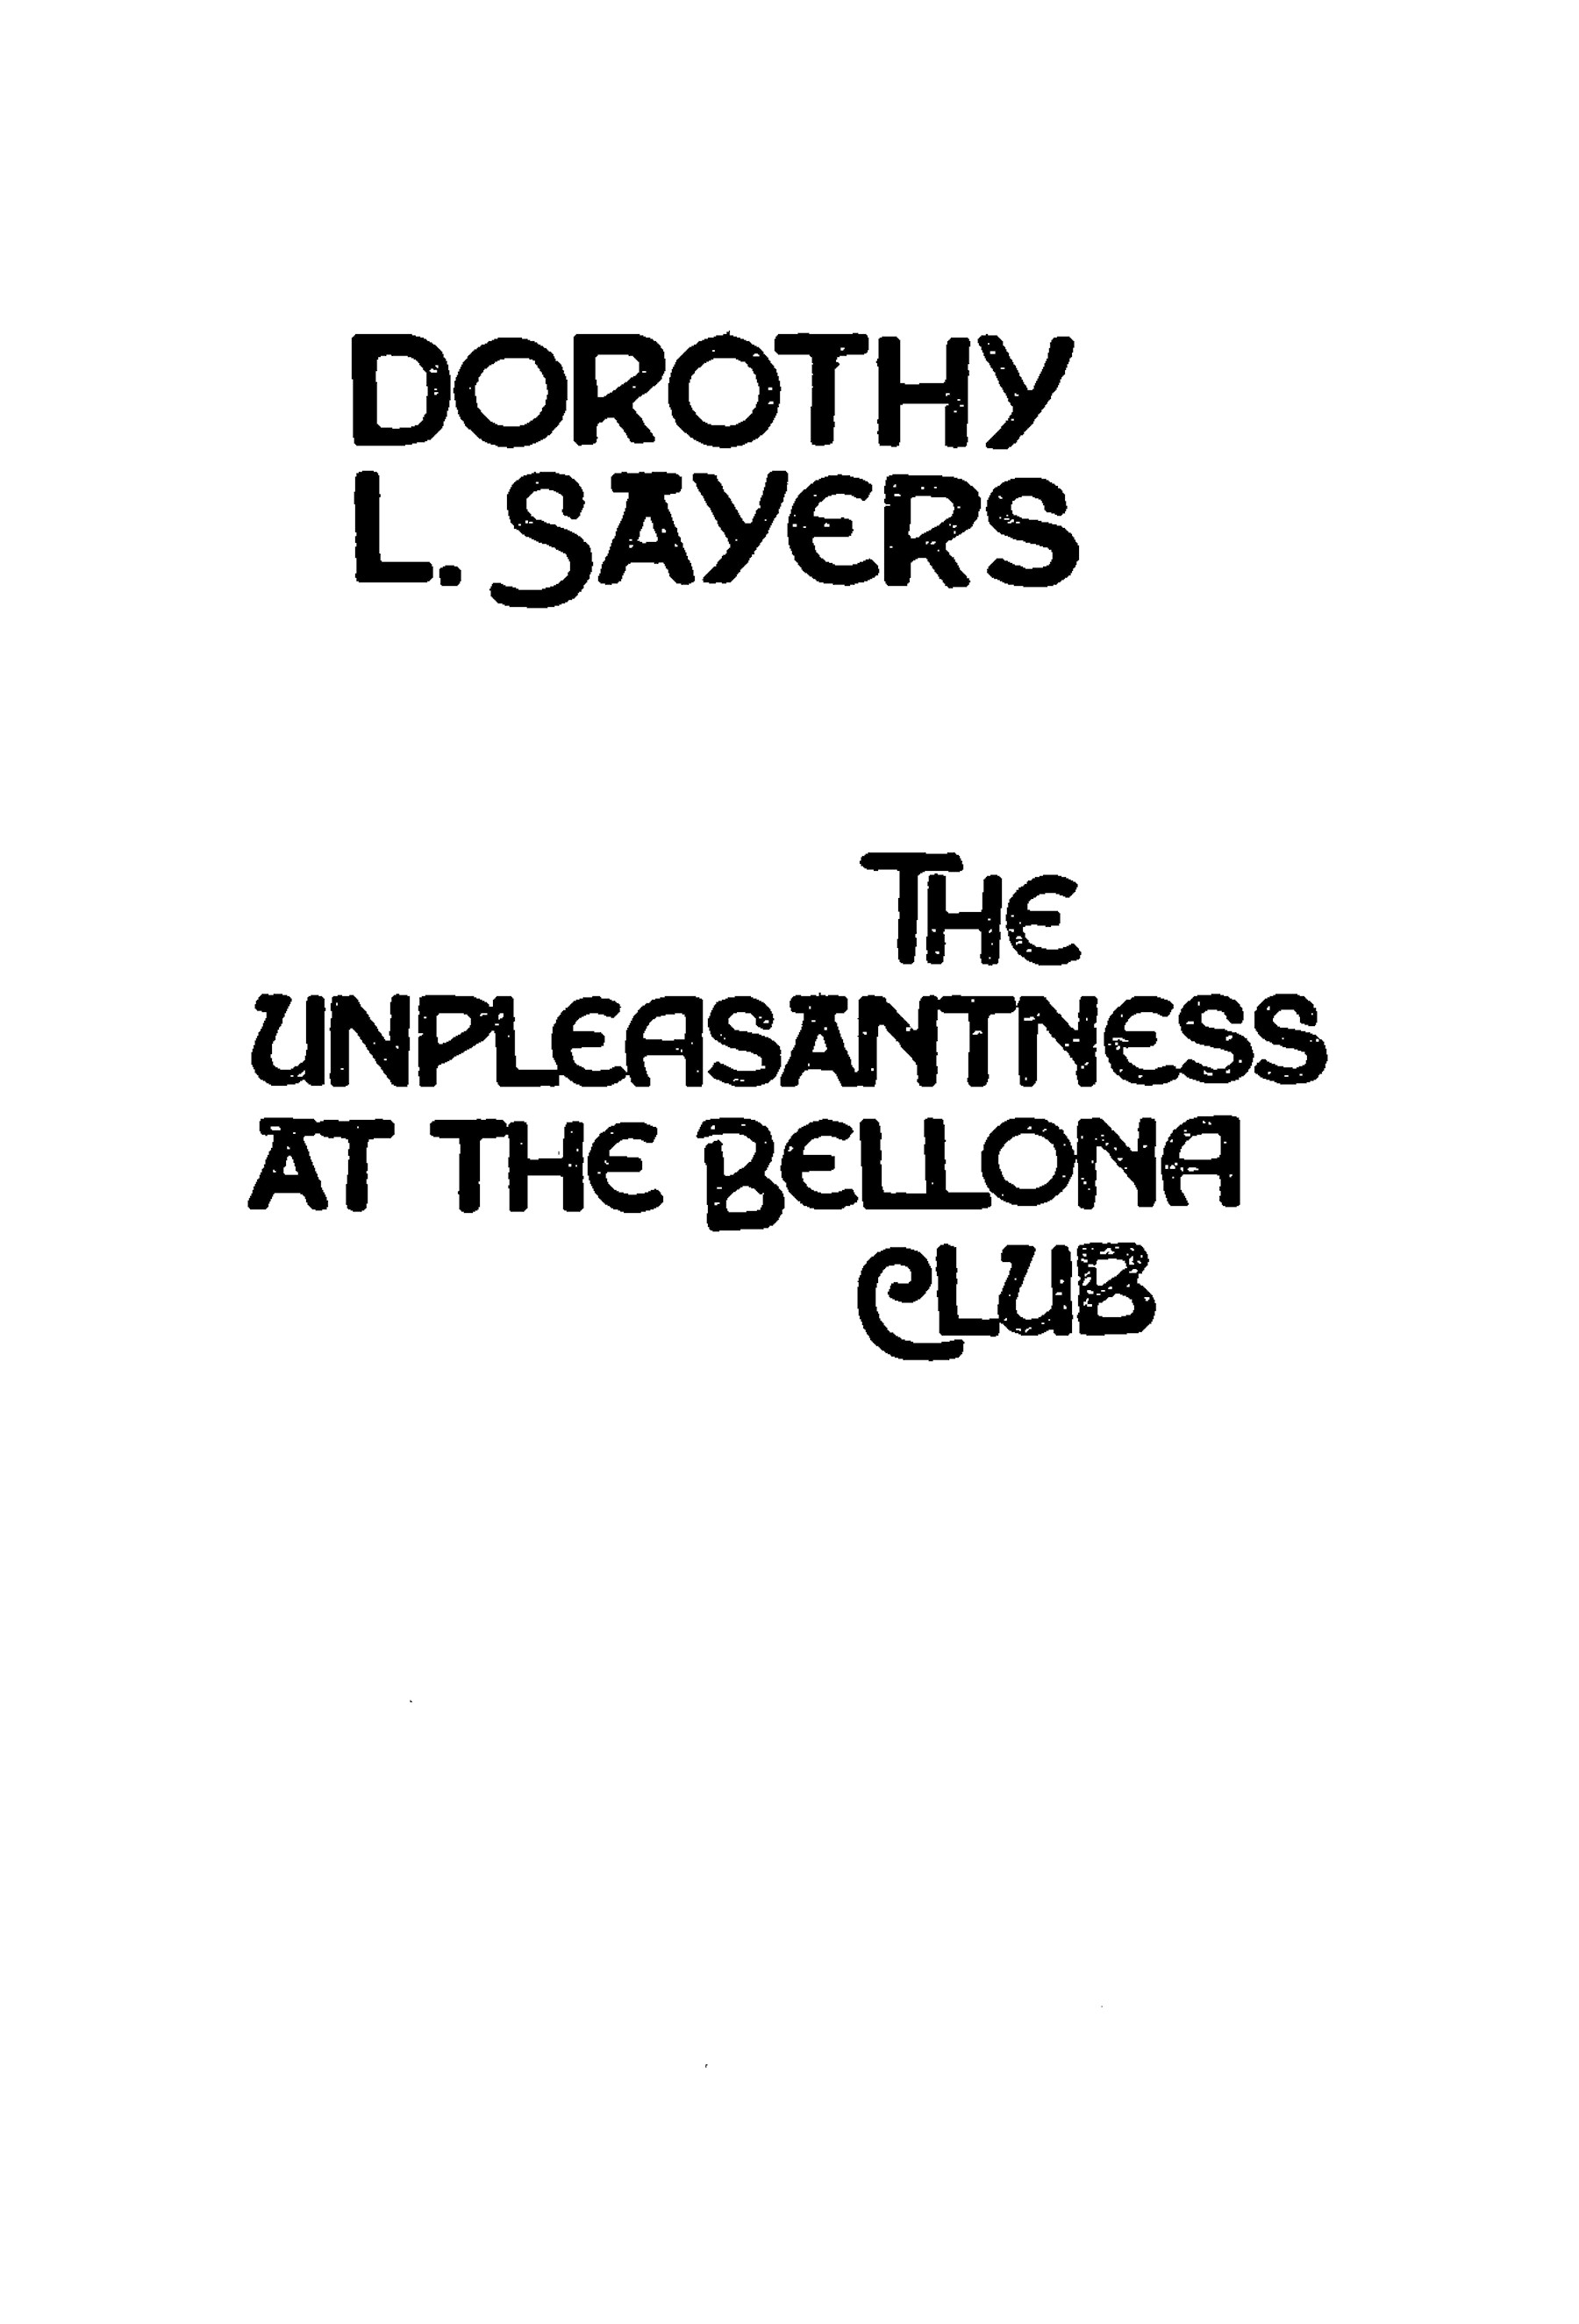 DOROTHY
L. SAYERS
THE
UNPLEASANTNESS
AT THE BELLONA
CLUB